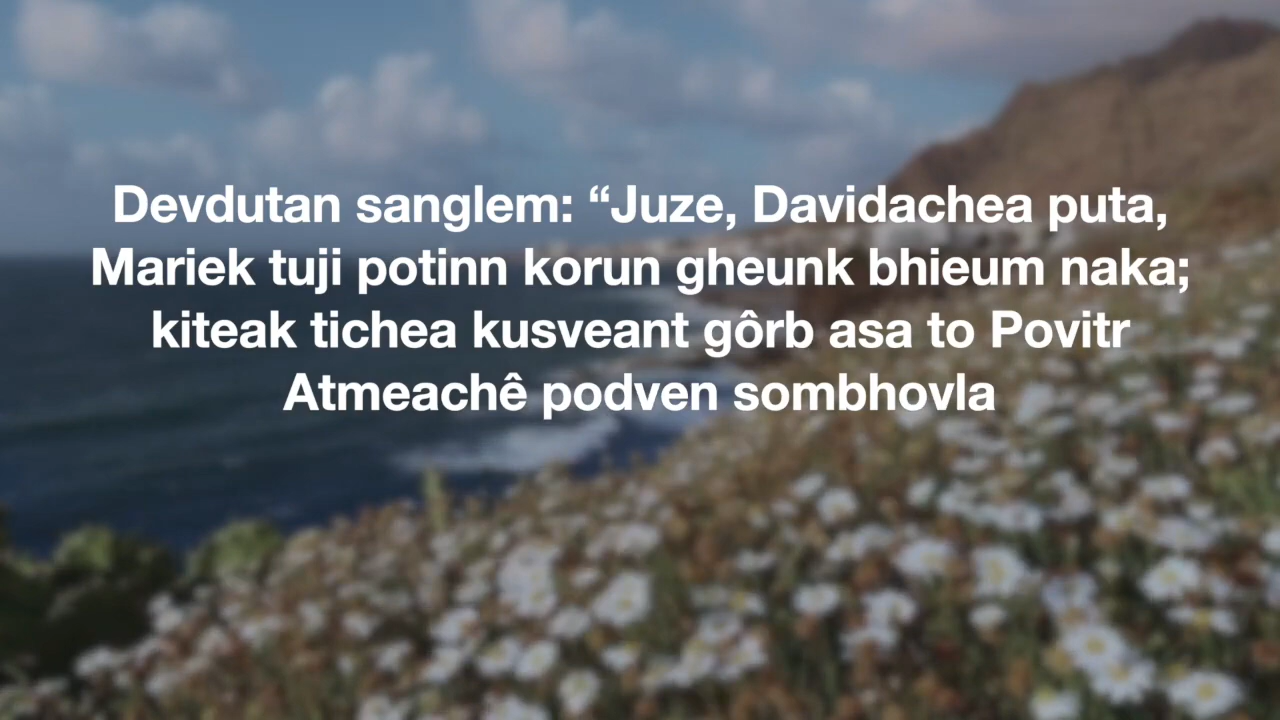 Devdutan sanglem: “Juze, Davidachea puta,
Mariek tuji potinn korun gheunk bhieum naka;
kiteak tichea kusveant gôrb asa to Povitr
Atmeachê podven sombhovla